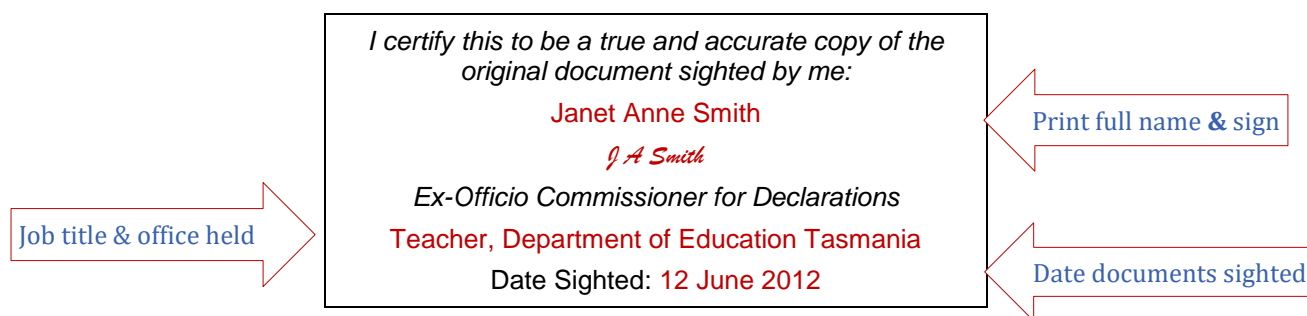 I certify this to be a true and accurate copy of the
original document sighted by me:
Janet Anne Smith
Print full name & sign
J A Smith
Ex-Officio Commissioner for Declarations
Job title & office held
Teacher, Department of Education Tasmania
Date Sighted: 12 June 2012
Date documents sighted